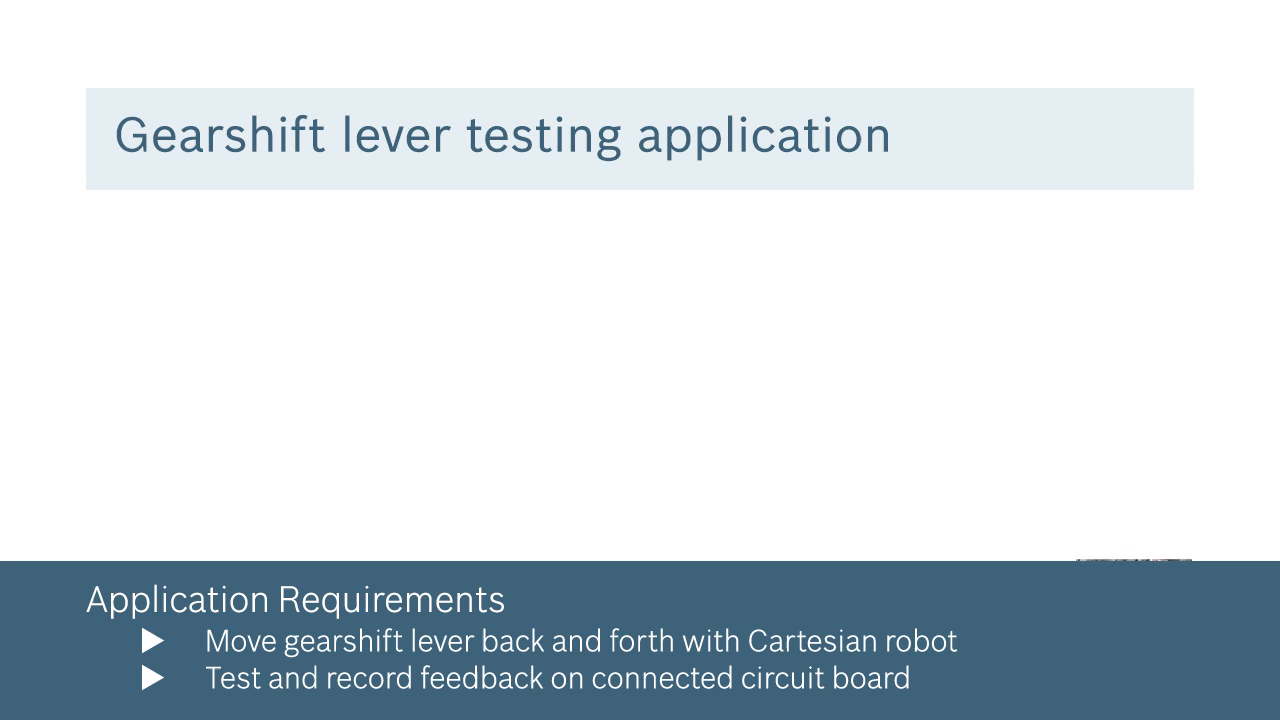 Gearshift lever testing application
Application Requirements
▶ Move gearshift lever back and forth with Cartesian robot
▶ Test and record feedback on connected circuit board